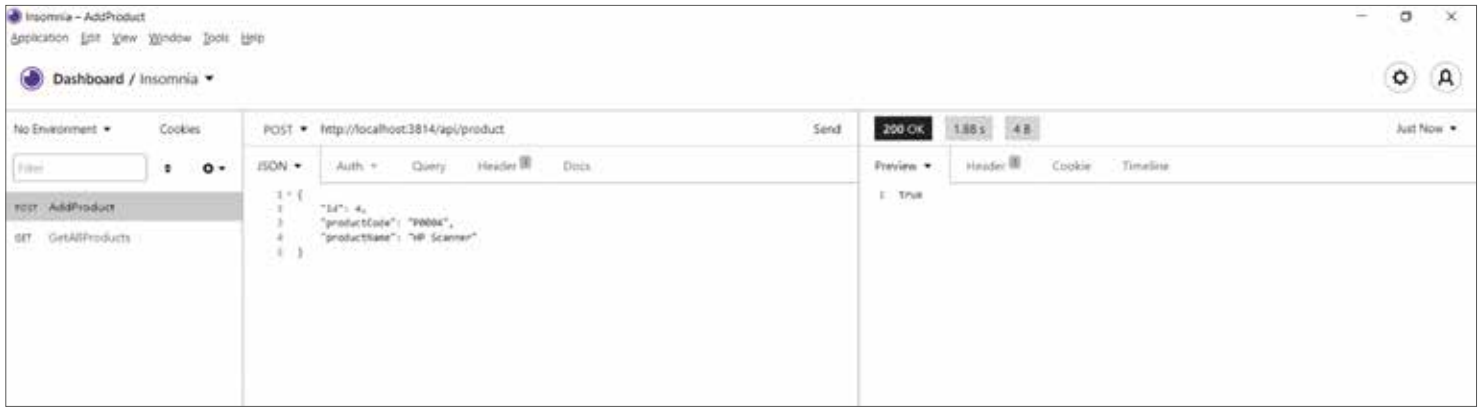 Insomnia – AddProduct
Application Edit View Window Tools Help
Dashboard / Insomnia
No Environment Cookies
POST http://localhost:3814/api/product Send
200 OK 1.88 s 4 B Just Now
Filter
JSON Auth Query Header Docs
Preview Header Cookie Timeline
POST AddProduct
GET GetAllProducts
1 {
2 "Id": 4,
3 "productCode": "P0004",
4 "productName": "HP Scanner"
5 }
1 true